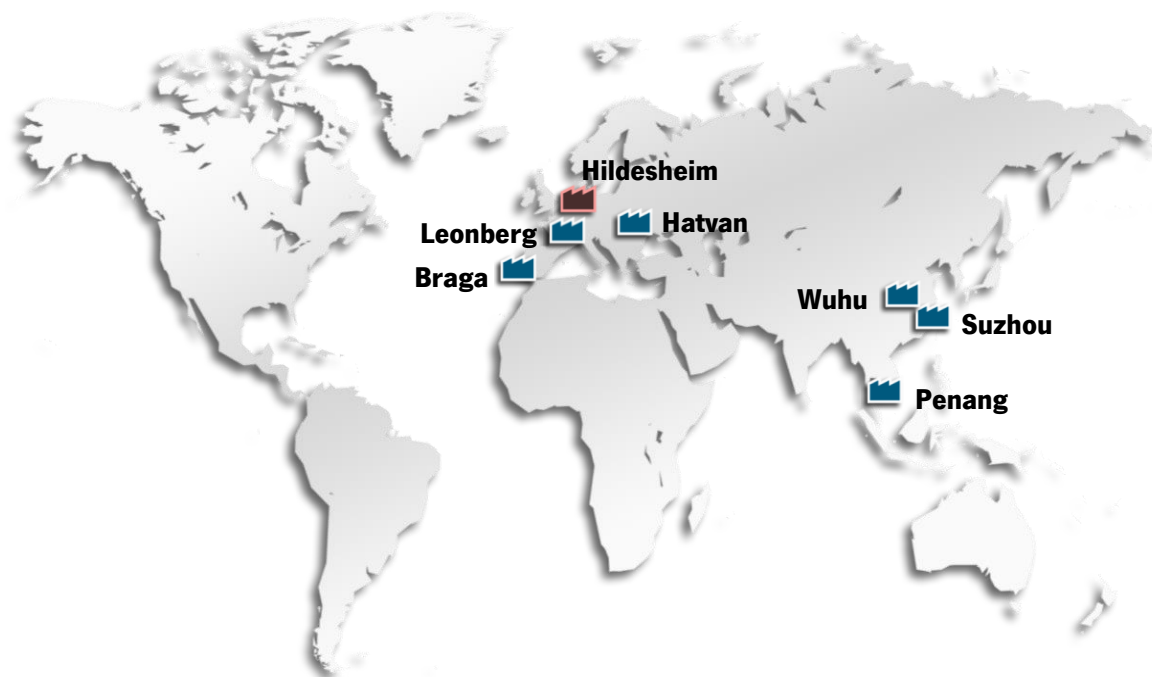 Hildesheim
Hatvan
Leonberg
Braga
Wuhu
Suzhou
Penang